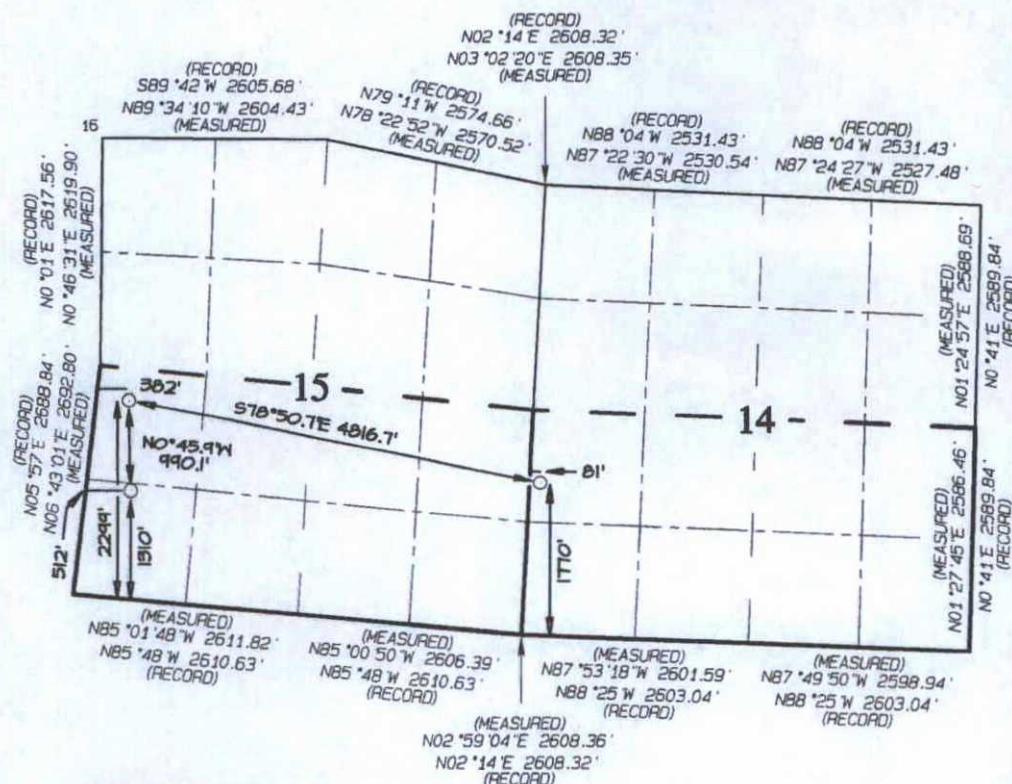 (RECORD)
N02 °14'E 2608.32'
N03 °02'20"E 2608.35'
(MEASURED)
(RECORD)
S89 °42'W 2605.68'
N89 °34'10"W 2604.43'
(MEASURED)
(RECORD)
N79 °11'W 2574.66'
N78 °22'52"W 2570.52'
(MEASURED)
(RECORD)
N88 °04'W 2531.43'
N87 °22'30"W 2530.54'
(MEASURED)
(RECORD)
N88 °04'W 2531.43'
N87 °24'27"W 2527.48'
(MEASURED)
(RECORD)
N0 °01'E 2617.56'
N0 °46'31"E 2619.90'
(MEASURED)
(RECORD)
N05 °57'E 2688.84'
N06 °43'01"E 2692.80'
(MEASURED)
382'
15
S78°50.7'E 4816.7'
14
N0°45.9'W
990.1'
81'
512'
2299'
1310'
1770'
(MEASURED)
N01 °24'57"E 2588.69'
N0 °41'E 2589.84'
(RECORD)
(MEASURED)
N01 °27'45"E 2586.46'
N0 °41'E 2589.84'
(RECORD)
(MEASURED)
N85 °01'48"W 2611.82'
N85 °48'W 2610.63'
(RECORD)
(MEASURED)
N85 °00'50"W 2606.39'
N85 °48'W 2610.63'
(RECORD)
(MEASURED)
N87 °53'18"W 2601.59'
N88 °25'W 2603.04'
(RECORD)
(MEASURED)
N87 °49'50"W 2598.94'
N88 °25'W 2603.04'
(RECORD)
(MEASURED)
N02 °59'04"E 2608.36'
N02 °14'E 2608.32'
(RECORD)